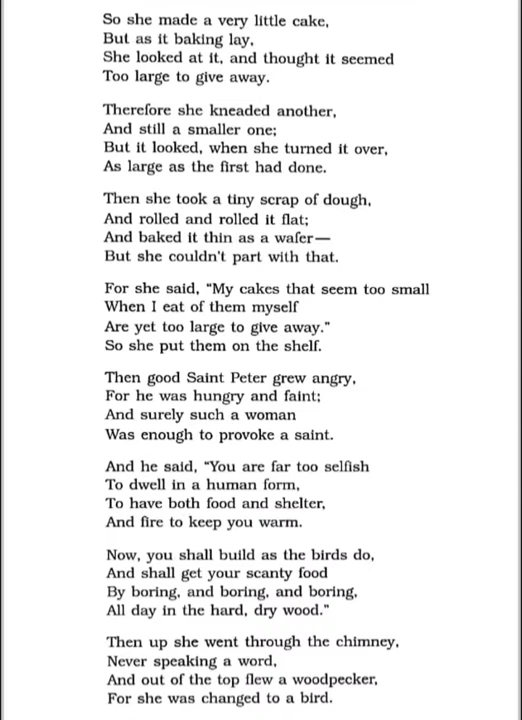 So she made a very little cake,
But as it baking lay,
She looked at it, and thought it seemed
Too large to give away.
Therefore she kneaded another,
And still a smaller one;
But it looked, when she turned it over,
As large as the first had done.
Then she took a tiny scrap of dough,
And rolled and rolled it flat;
And baked it thin as a wafer—
But she couldn't part with that.
For she said, "My cakes that seem too small
When I eat of them myself
Are yet too large to give away."
So she put them on the shelf.
Then good Saint Peter grew angry,
For he was hungry and faint;
And surely such a woman
Was enough to provoke a saint.
And he said, "You are far too selfish
To dwell in a human form,
To have both food and shelter,
And fire to keep you warm.
Now, you shall build as the birds do,
And shall get your scanty food
By boring, and boring, and boring,
All day in the hard, dry wood."
Then up she went through the chimney,
Never speaking a word,
And out of the top flew a woodpecker,
For she was changed to a bird.